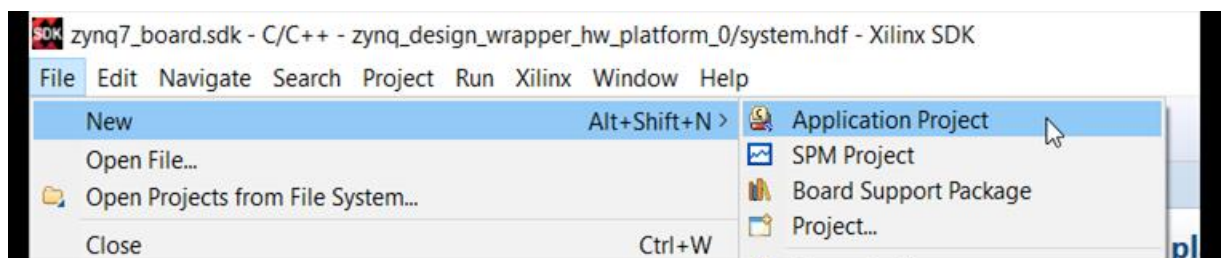 SDK zynq7_board.sdk - C/C++ - zynq_design_wrapper_hw_platform_0/system.hdf - Xilinx SDK
File Edit Navigate Search Project Run Xilinx Window Help
New Alt+Shift+N >
Open File...
Open Projects from File System...
Close Ctrl+W
Application Project
SPM Project
Board Support Package
Project...
pl